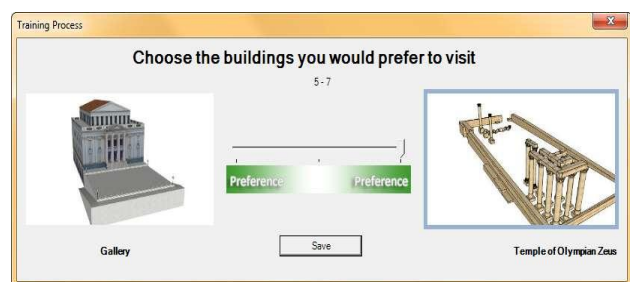 Training Process
Choose the buildings you would prefer to visit
5 - 7
Preference Preference
Save
Gallery
Temple of Olympian Zeus